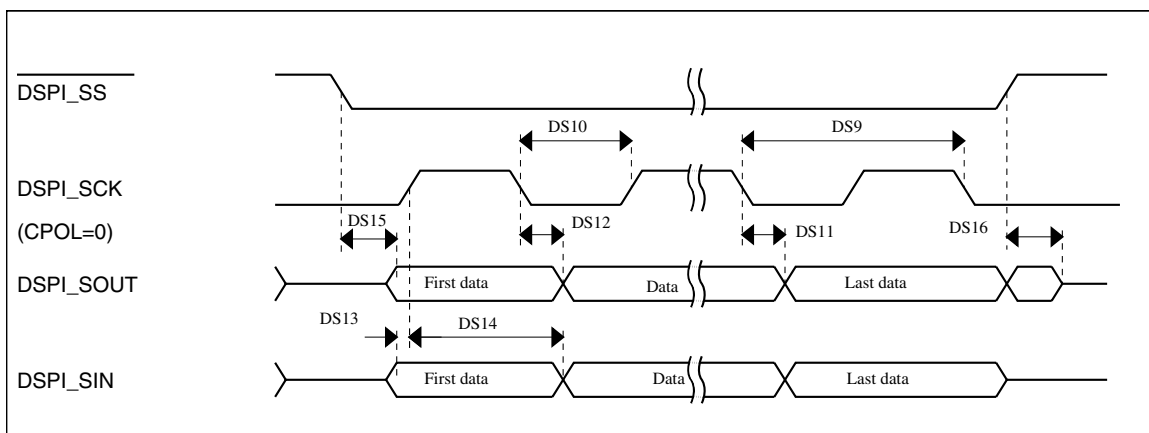 DSPI_SS
DS10
DS9
DSPI_SCK
(CPOL=0)
DS15
DS12
DS11
DS16
DSPI_SOUT
First data
Data
Last data
DS13
DS14
DSPI_SIN
First data
Data
Last data